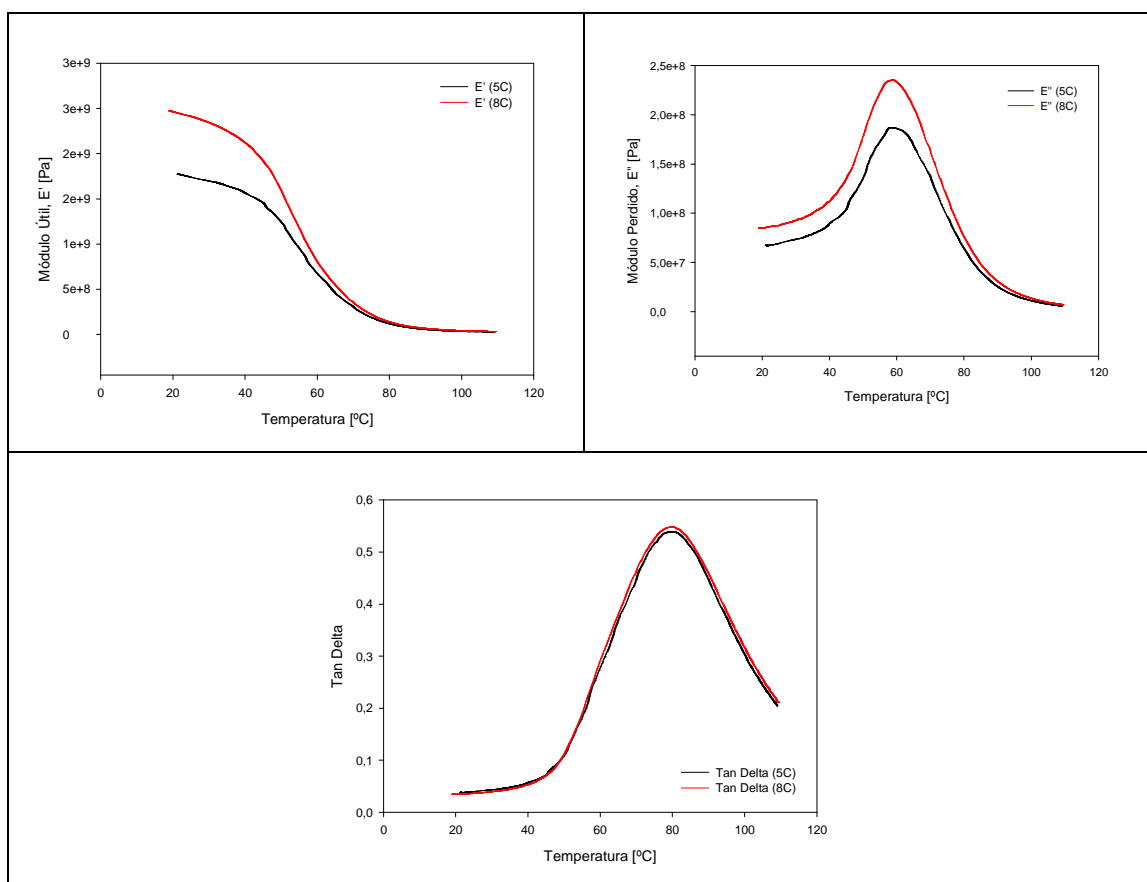 3e+9
3e+9
2e+9
2e+9
1e+9
5e+8
0
0 20 40 60 80 100 120
Módulo Útil, E' [Pa]
Temperatura [ºC]
E' (5C)
E' (8C)
2,5e+8
2,0e+8
1,5e+8
1,0e+8
5,0e+7
0,0
0 20 40 60 80 100 120
Módulo Perdido, E" [Pa]
Temperatura [ºC]
E" (5C)
E" (8C)
0,6
0,5
0,4
0,3
0,2
0,1
0,0
0 20 40 60 80 100 120
Tan Delta
Temperatura [ºC]
Tan Delta (5C)
Tan Delta (8C)